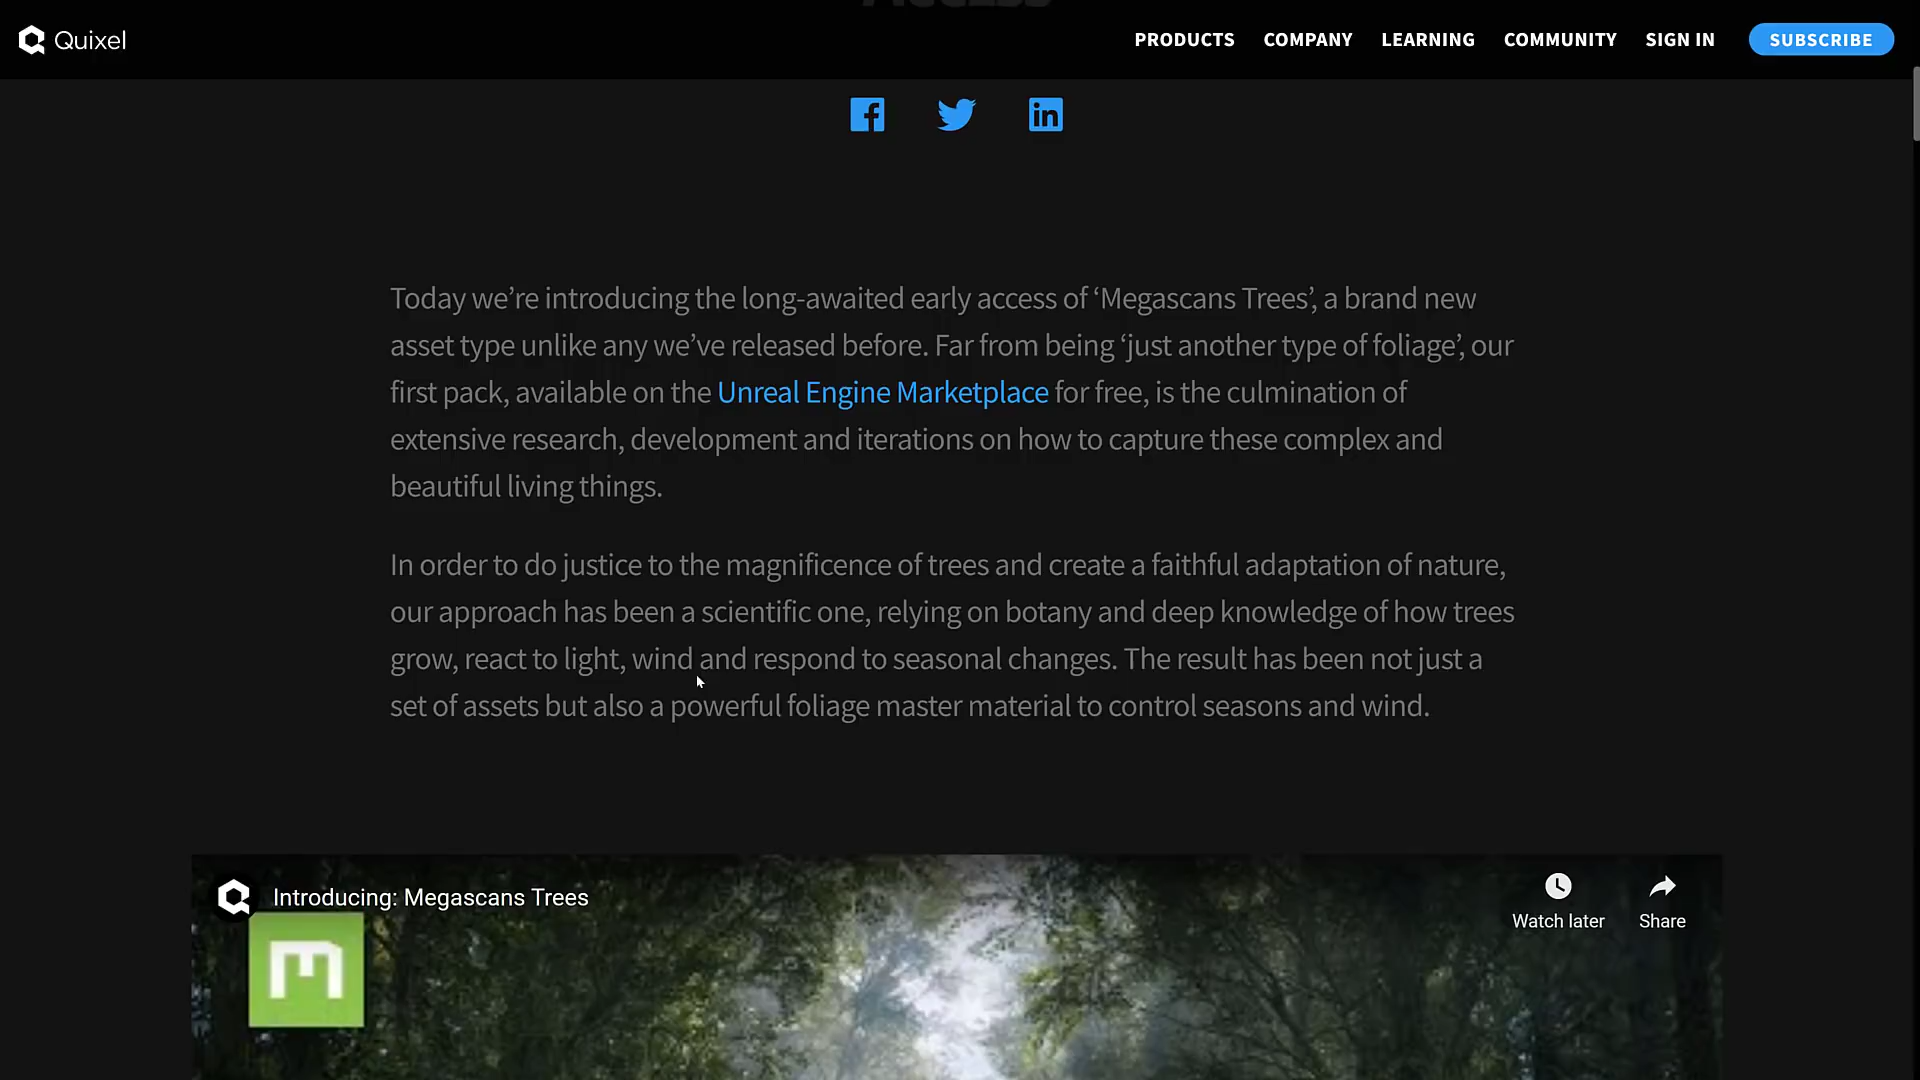 Access
Quixel
PRODUCTS COMPANY LEARNING COMMUNITY SIGN IN SUBSCRIBE
Today we’re introducing the long-awaited early access of ‘Megascans Trees’, a brand new
asset type unlike any we’ve released before. Far from being ‘just another type of foliage’, our
first pack, available on the Unreal Engine Marketplace for free, is the culmination of
extensive research, development and iterations on how to capture these complex and
beautiful living things.
In order to do justice to the magnificence of trees and create a faithful adaptation of nature,
our approach has been a scientific one, relying on botany and deep knowledge of how trees
grow, react to light, wind and respond to seasonal changes. The result has been not just a
set of assets but also a powerful foliage master material to control seasons and wind.
Introducing: Megascans Trees
Watch later
Share